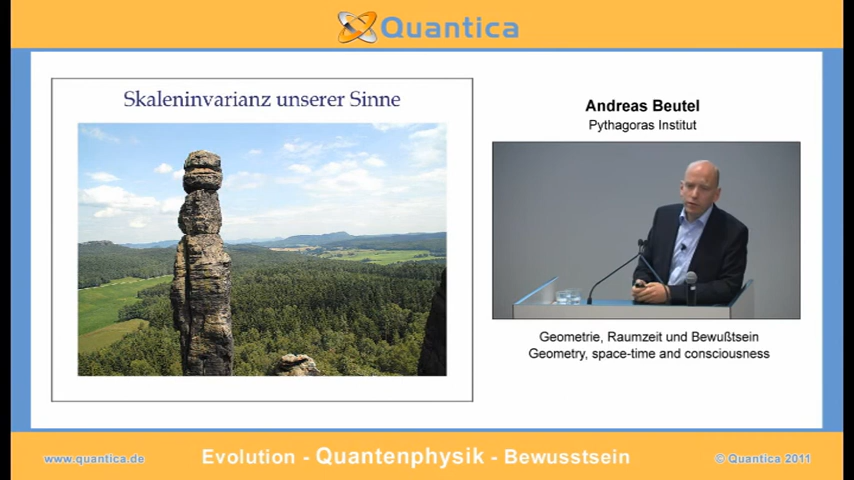 Quantica
Skaleninvarianz unserer Sinne
Andreas Beutel
Pythagoras Institut
Geometrie, Raumzeit und Bewußtsein
Geometry, space-time and consciousness
www.quantica.de
Evolution - Quantenphysik - Bewusstsein
© Quantica 2011